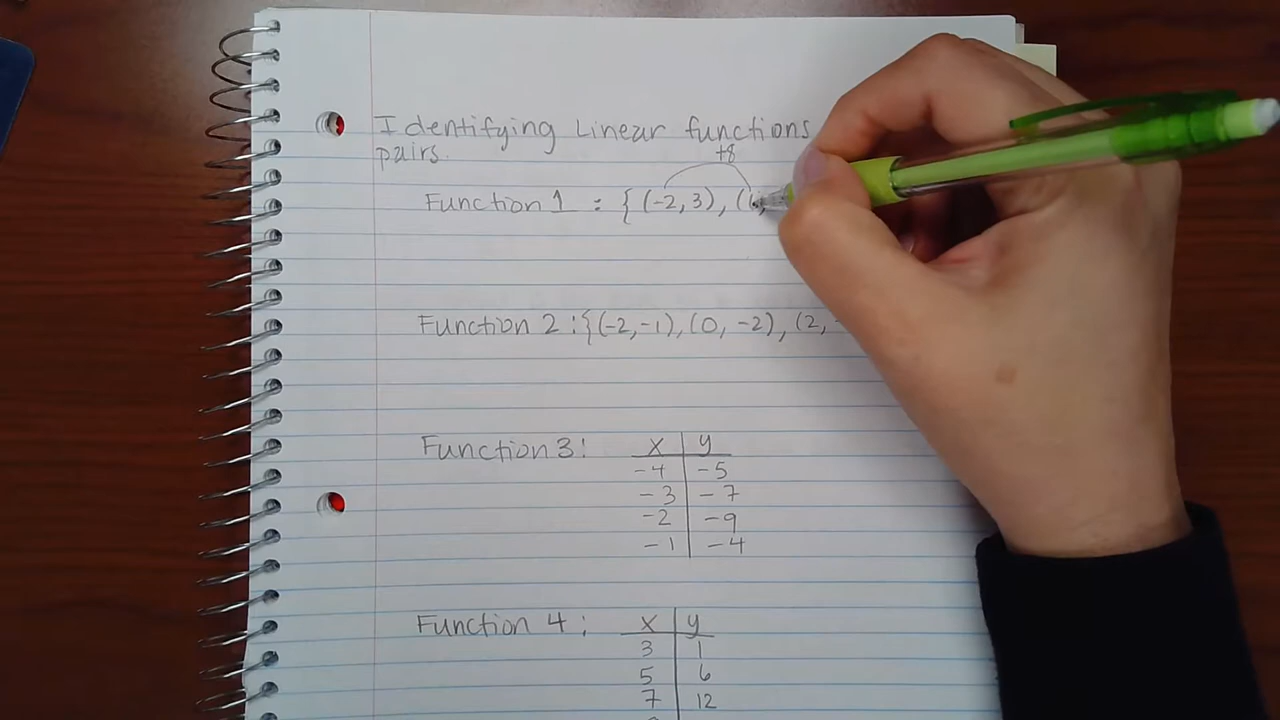 Identifying Linear functions
pairs.
+8
Function 1 : {(-2,3), (6,
Function 2 : {(-2,-1), (0, -2), (2, -
Function 3: x y
-4 -5
-3 -7
-2 -9
-1 -4
Function 4 : x y
3 1
5 6
7 12